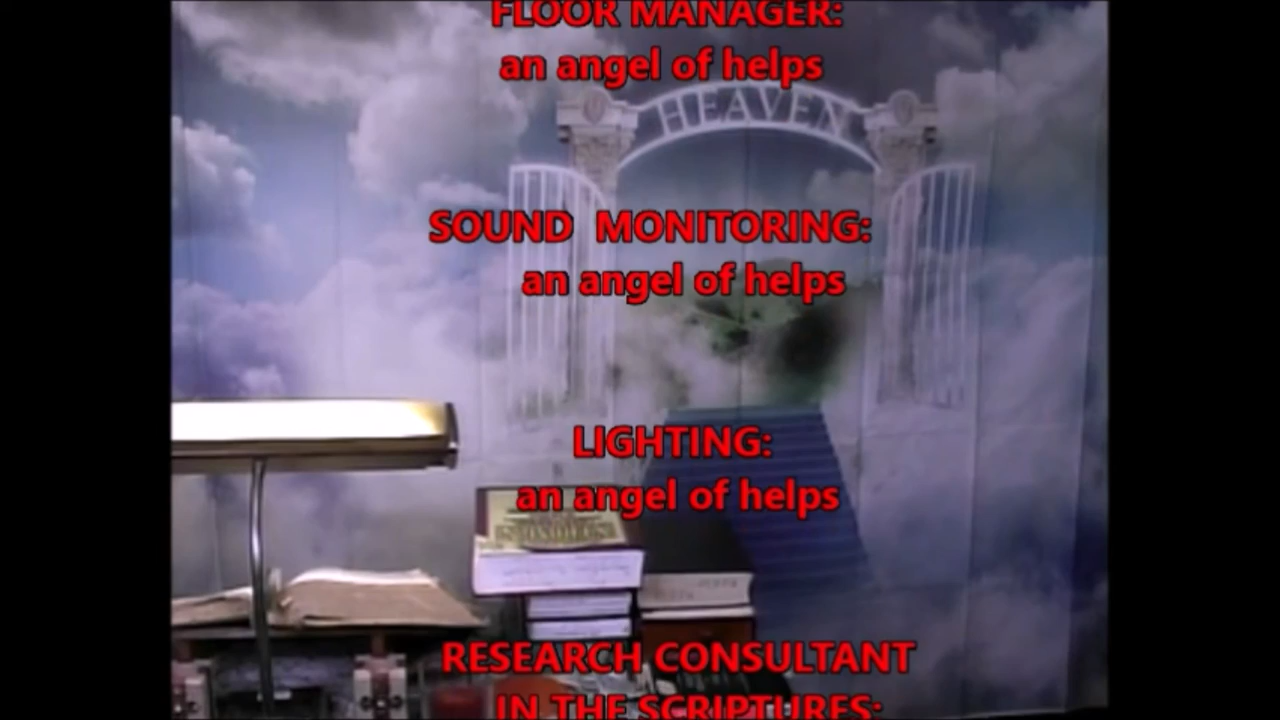 FLOOR MANAGER:
an angel of helps
HEAVEN
SOUND MONITORING:
an angel of helps
LIGHTING:
an angel of helps
RESEARCH CONSULTANT
IN THE SCRIPTURES: